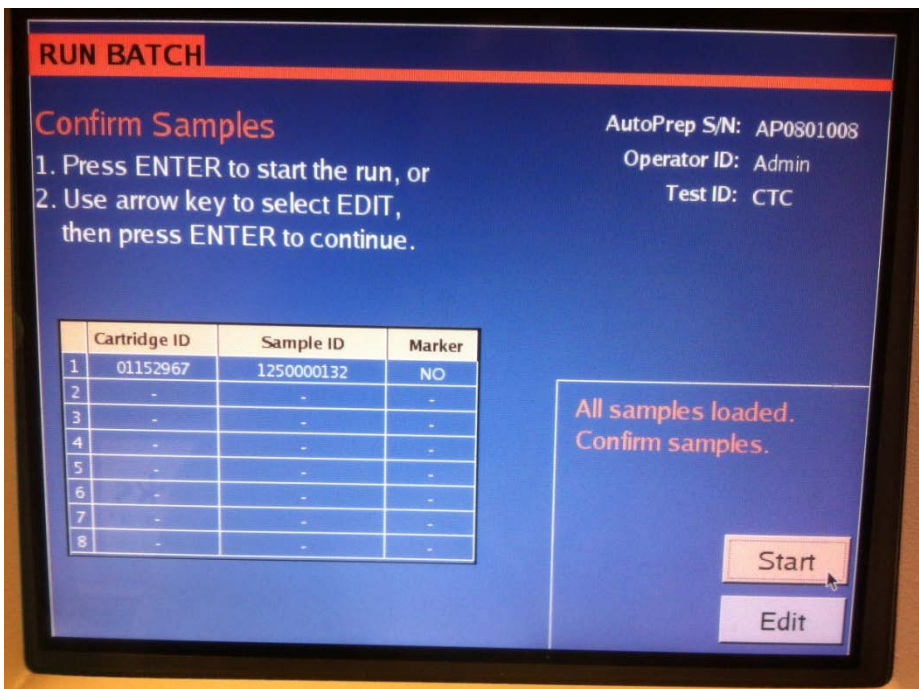 RUN BATCH
Confirm Samples
1. Press ENTER to start the run, or
2. Use arrow key to select EDIT,
then press ENTER to continue.
AutoPrep S/N: AP0801008
Operator ID: Admin
Test ID: CTC
Cartridge ID Sample ID Marker
1 01152967 1250000132 NO
2 - - -
3 - - -
4 - - -
5 - - -
6 - - -
7 - - -
8 - - -
All samples loaded.
Confirm samples.
Start
Edit